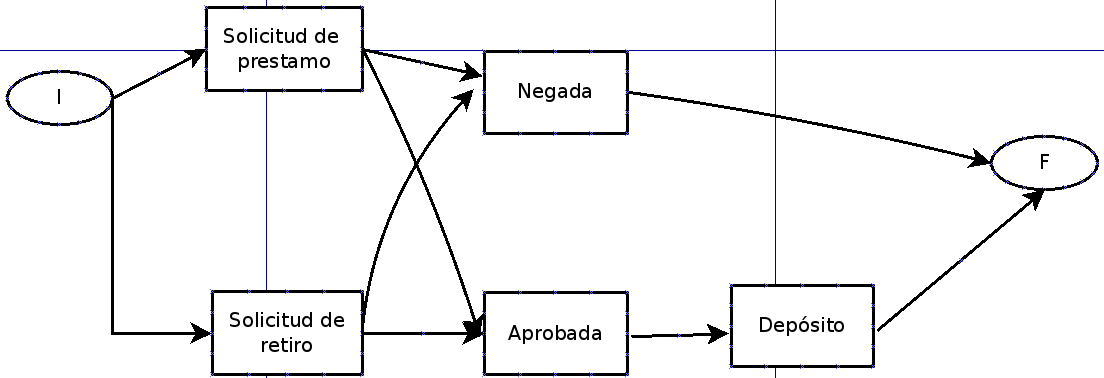 Solicitud de
prestamo
I
Negada
F
Solicitud de
retiro
Aprobada
Depósito